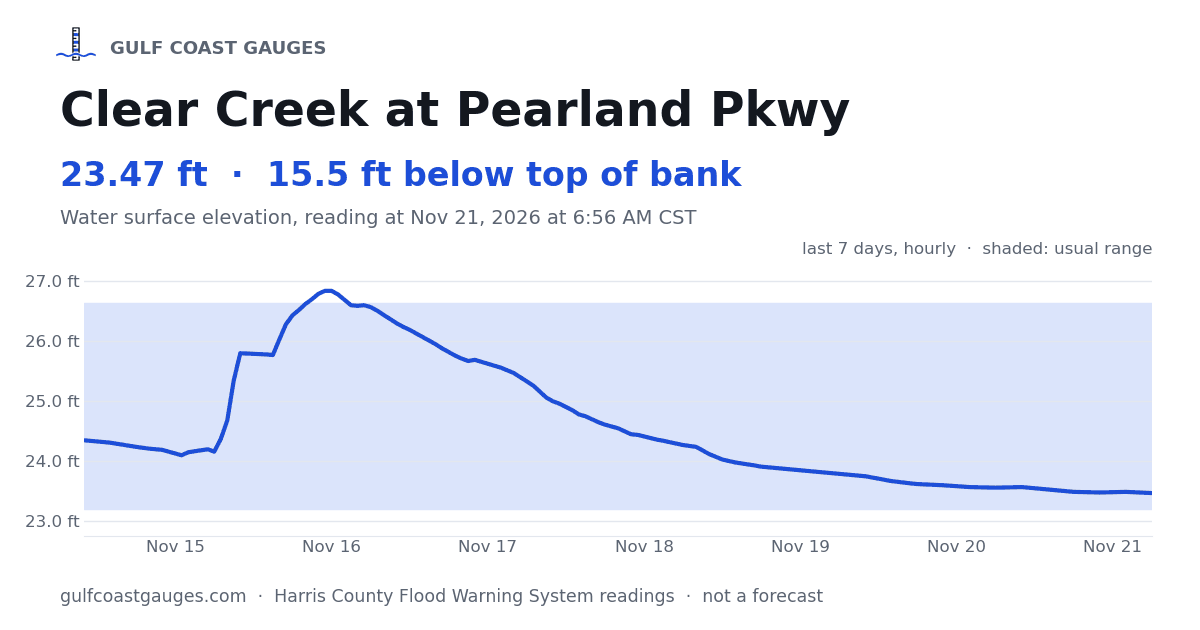 GULF COAST GAUGES
Clear Creek at Pearland Pkwy
23.47 ft · 15.5 ft below top of bank
Water surface elevation, reading at Nov 21, 2026 at 6:56 AM CST
last 7 days, hourly · shaded: usual range
27.0 ft
26.0 ft
25.0 ft
24.0 ft
23.0 ft
Nov 15 Nov 16 Nov 17 Nov 18 Nov 19 Nov 20 Nov 21
gulfcoastgauges.com · Harris County Flood Warning System readings · not a forecast